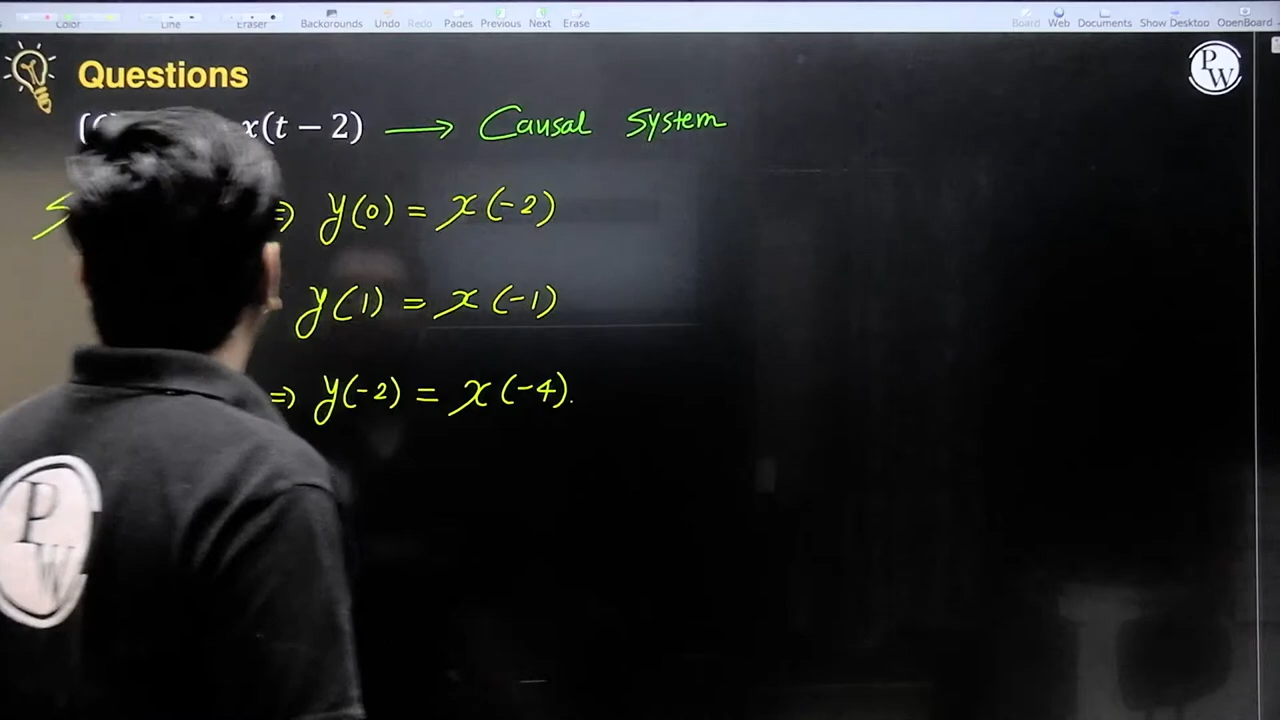 Color Line Eraser Backgrounds Undo Redo Pages Previous Next Erase Board Web Documents Show Desktop OpenBoard
Questions
PW
x(t − 2) ⟶ Causal system
⇒ y(0) = x(-2)
y(1) = x(-1)
⇒ y(-2) = x(-4).
PW